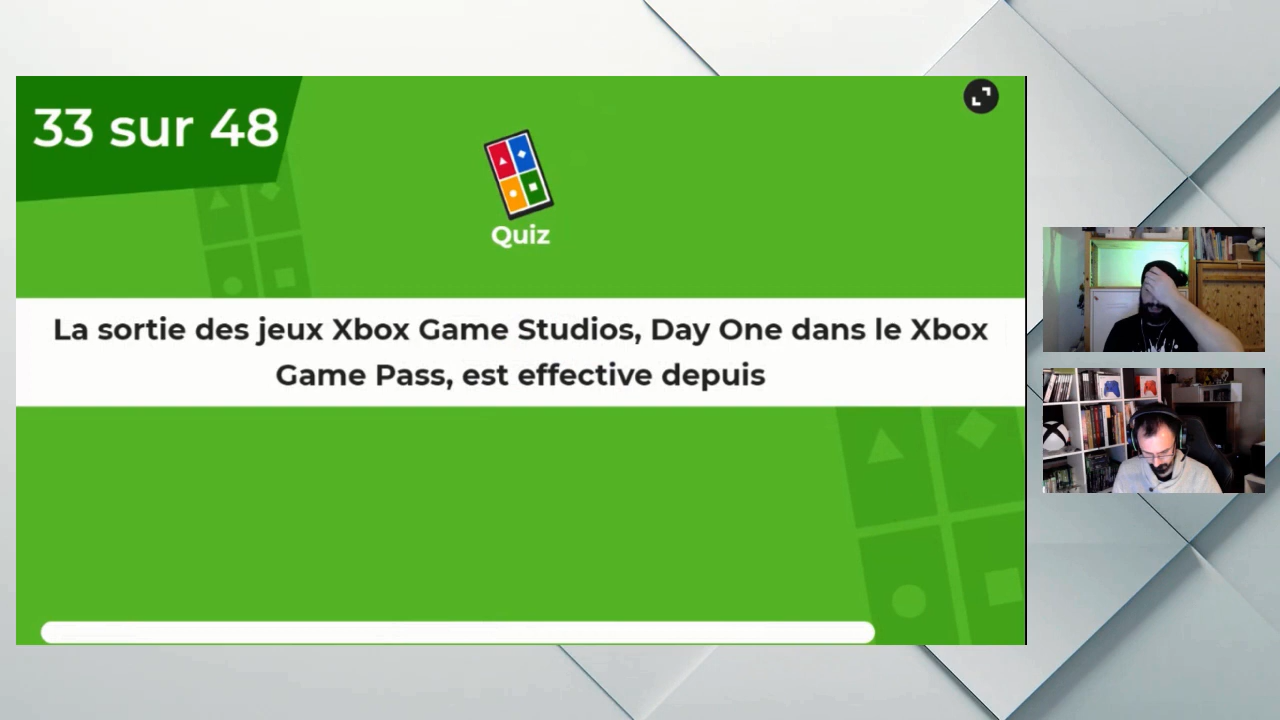 33 sur 48
Quiz
La sortie des jeux Xbox Game Studios, Day One dans le Xbox
Game Pass, est effective depuis